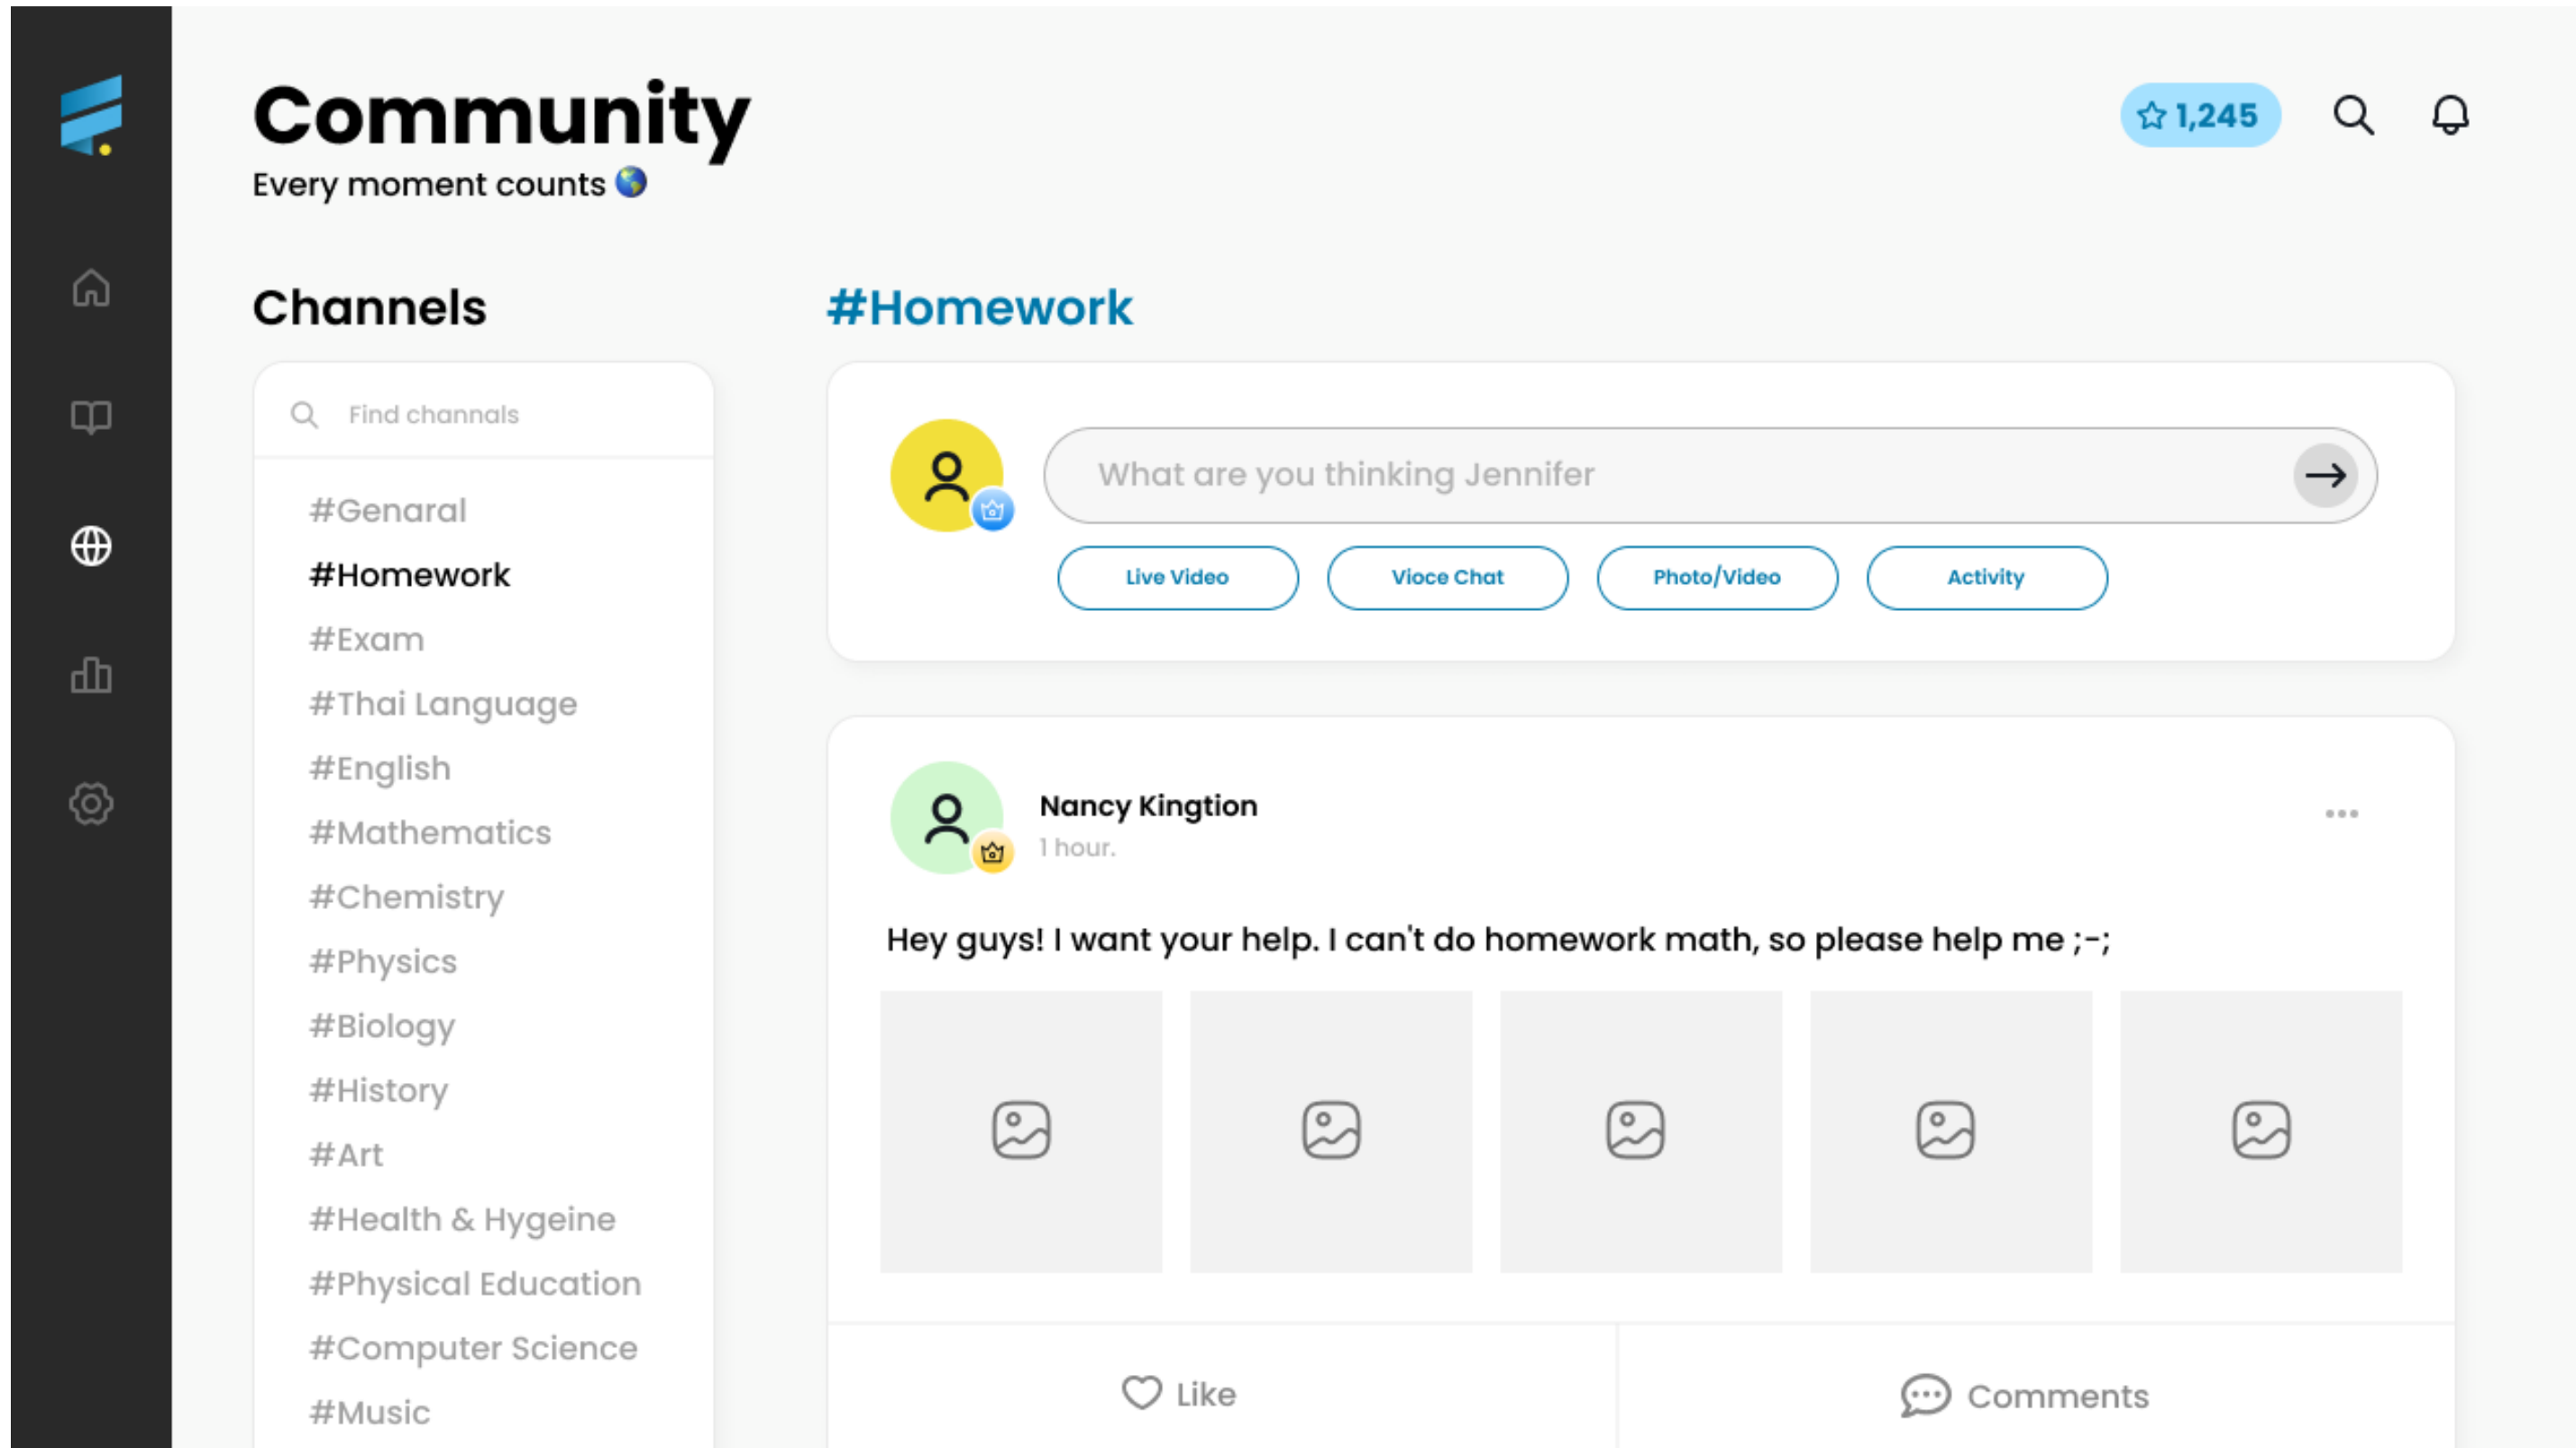 Community
Every moment counts
1,245
Channels
Find channals
#Genaral
#Homework
#Exam
#Thai Language
#English
#Mathematics
#Chemistry
#Physics
#Biology
#History
#Art
#Health & Hygeine
#Physical Education
#Computer Science
#Music
#Homework
What are you thinking Jennifer
Live Video
Vioce Chat
Photo/Video
Activity
Nancy Kingtion
1 hour.
Hey guys! I want your help. I can't do homework math, so please help me ;-;
Like
Comments